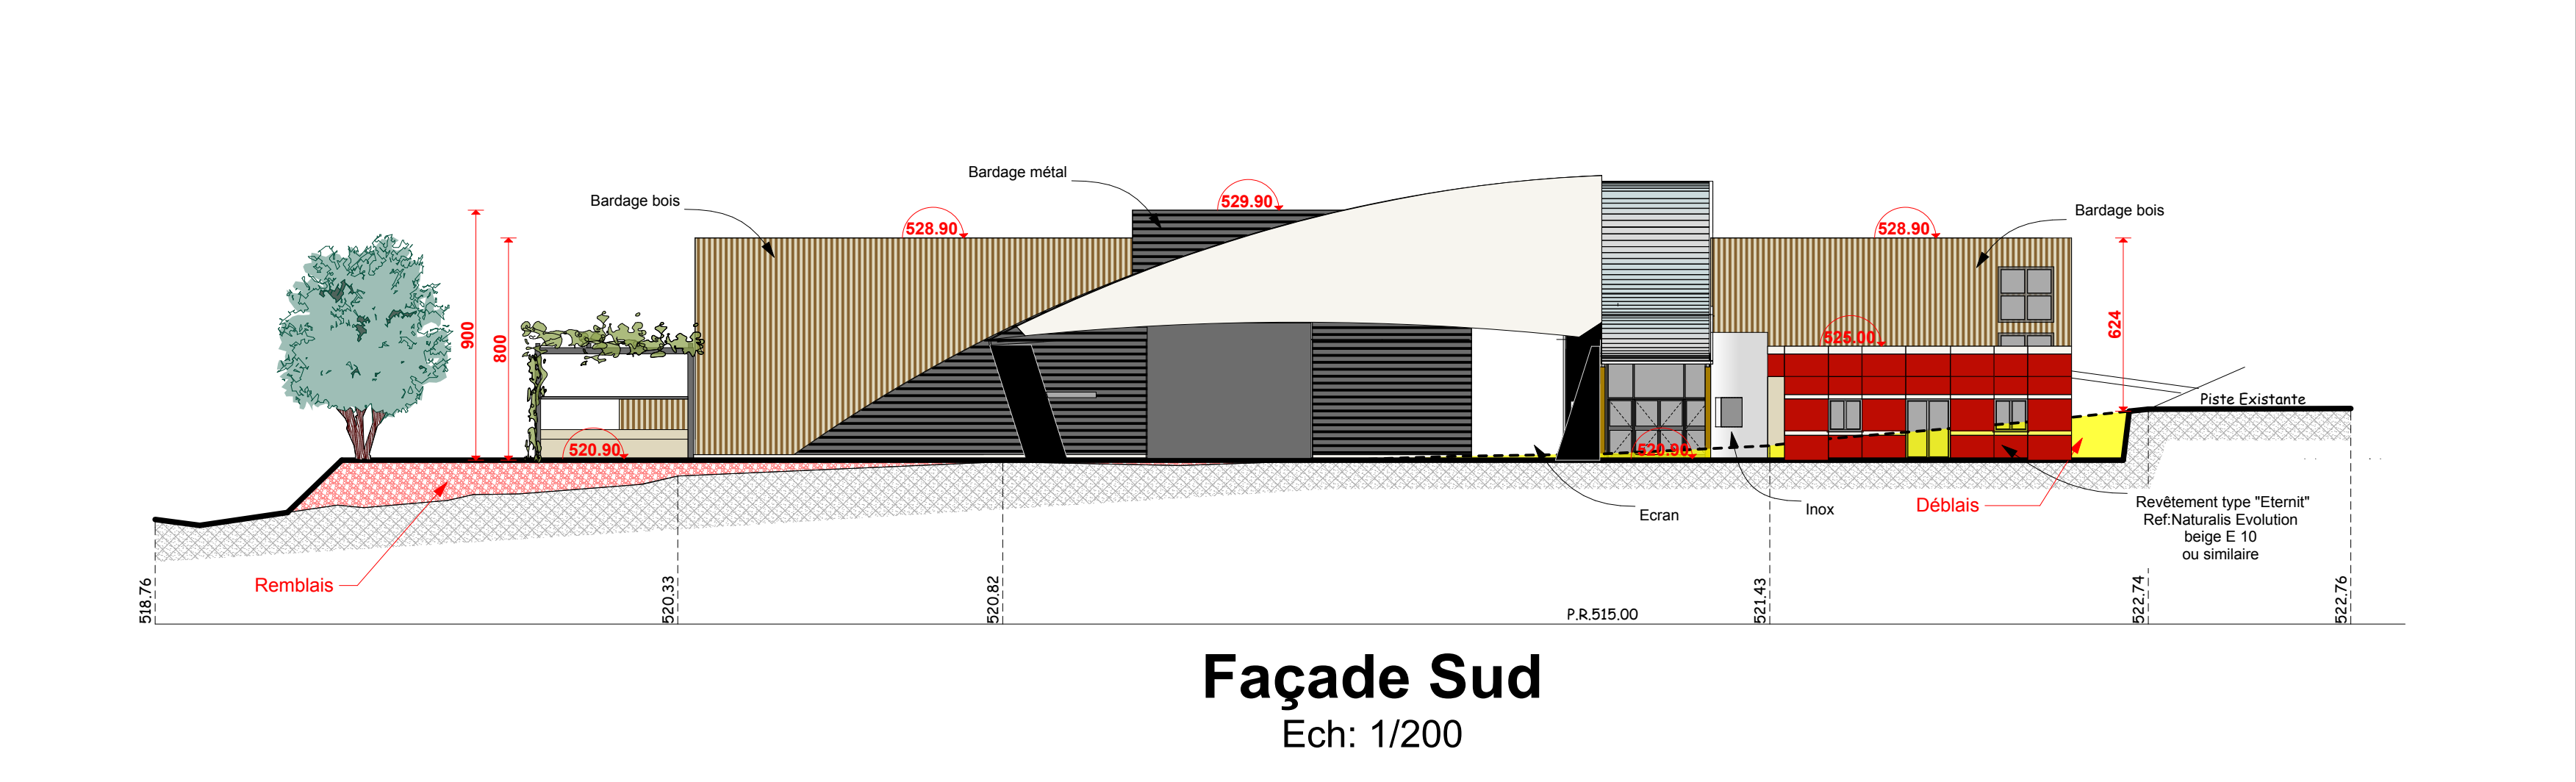 Bardage métal
Bardage bois
529.90
528.90
528.90
Bardage bois
900
800
624
525.00
Piste Existante
520.90
520.90
Ecran
Inox
Déblais
Revêtement type "Eternit"
Ref:Naturalis Evolution
beige E 10
ou similaire
Remblais
518.76
520.33
520.82
P.R.515.00
521.43
522.74
522.76
Façade Sud
Ech: 1/200